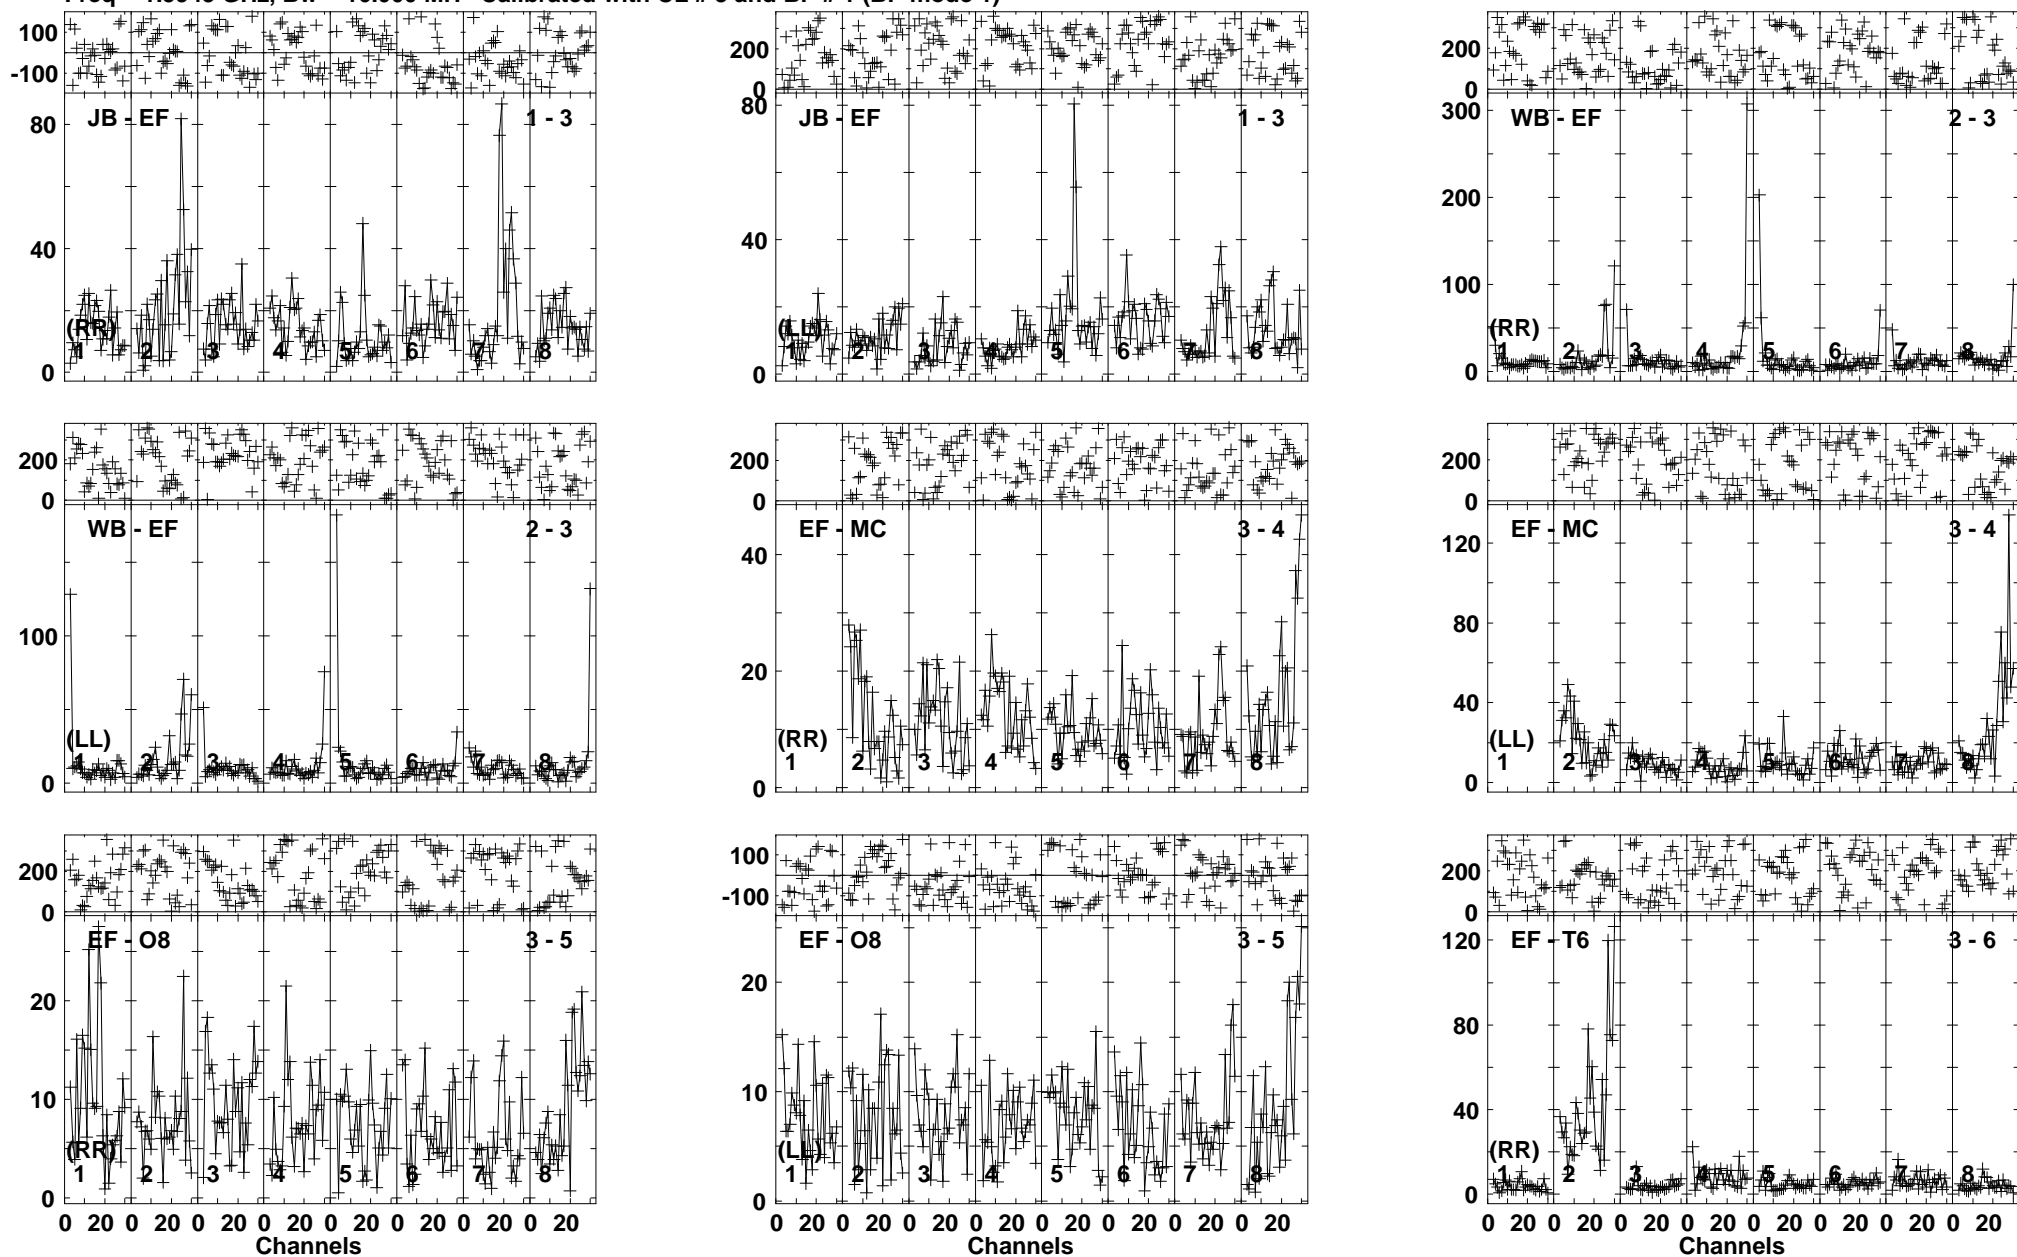 100 -100 200 0 200 0
JB - EF 1 - 3 JB - EF 1 - 3 WB - EF 2 - 3
80 40 0 80 40 0 300 200 100 0
(RR) (LL) (RR)
1 2 3 4 5 6 7 8 1 2 3 4 5 6 7 8 1 2 3 4 5 6 7 8
200 0 200 0 200 0
WB - EF 2 - 3 EF - MC 3 - 4 EF - MC 3 - 4
100 0 40 20 0 120 80 40 0
(LL) (RR) (LL)
1 2 3 4 5 6 7 8 1 2 3 4 5 6 7 8 1 2 3 4 5 6 7 8
200 0 100 -100 200 0
EF - O8 3 - 5 EF - O8 3 - 5 EF - T6 3 - 6
20 10 0 20 10 0 120 80 40 0
(RR) (LL) (RR)
1 2 3 4 5 6 7 8 1 2 3 4 5 6 7 8 1 2 3 4 5 6 7 8
0 20 0 20 0 20 0 20 0 20 0 20 0 20 0 20 0 20 0 20 0 20 0 20 0 20 0 20 0 20 0 20 0 20 0 20 0 20 0 20 0 20 0 20 0 20 0 20
Channels Channels Channels